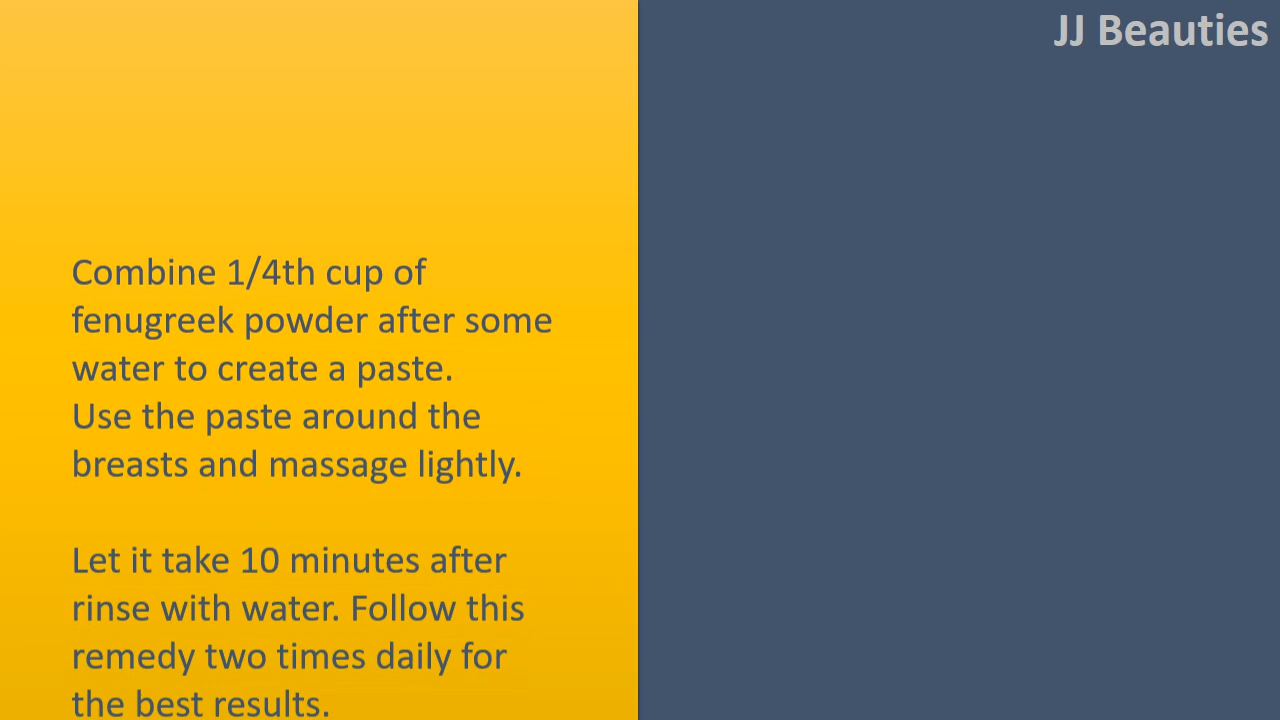 JJ Beauties
Combine 1/4th cup of
fenugreek powder after some
water to create a paste.
Use the paste around the
breasts and massage lightly.
Let it take 10 minutes after
rinse with water. Follow this
remedy two times daily for
the best results.